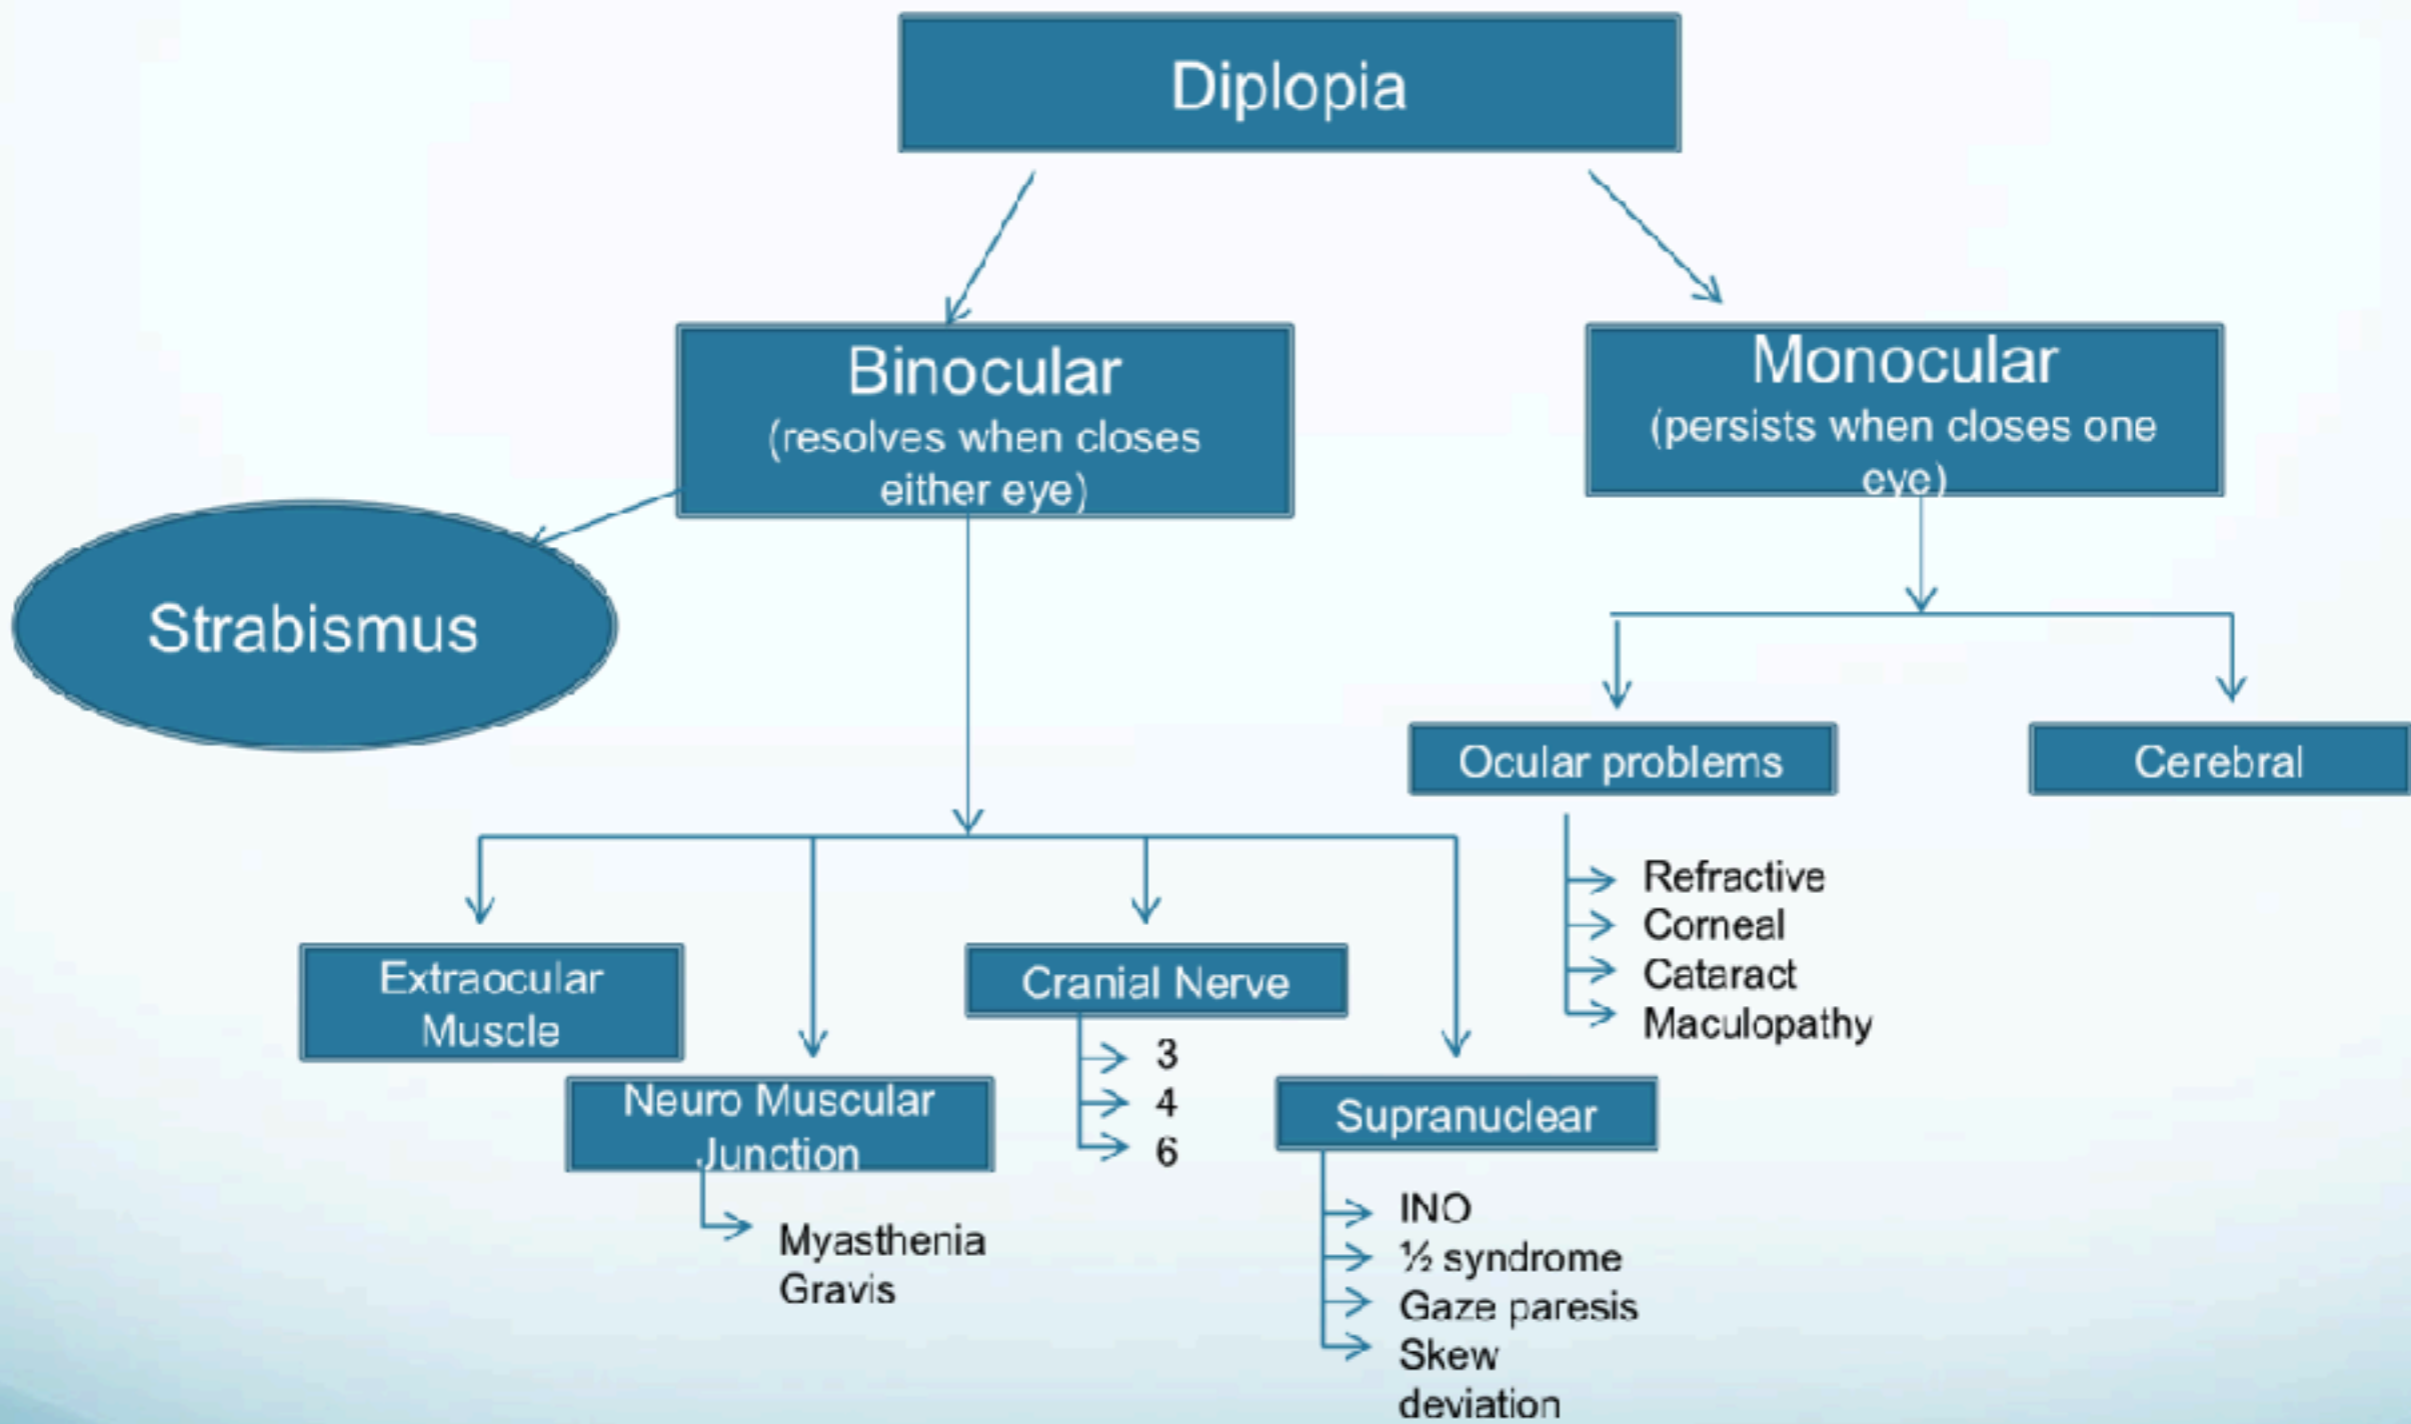 Diplopia
Binocular
(resolves when closes
either eye)
Monocular
(persists when closes one
eye)
Strabismus
Ocular problems
Cerebral
Refractive
Corneal
Cataract
Maculopathy
Extraocular
Muscle
Neuro Muscular
Junction
Myasthenia
Gravis
Cranial Nerve
3
4
6
Supranuclear
INO
½ syndrome
Gaze paresis
Skew
deviation